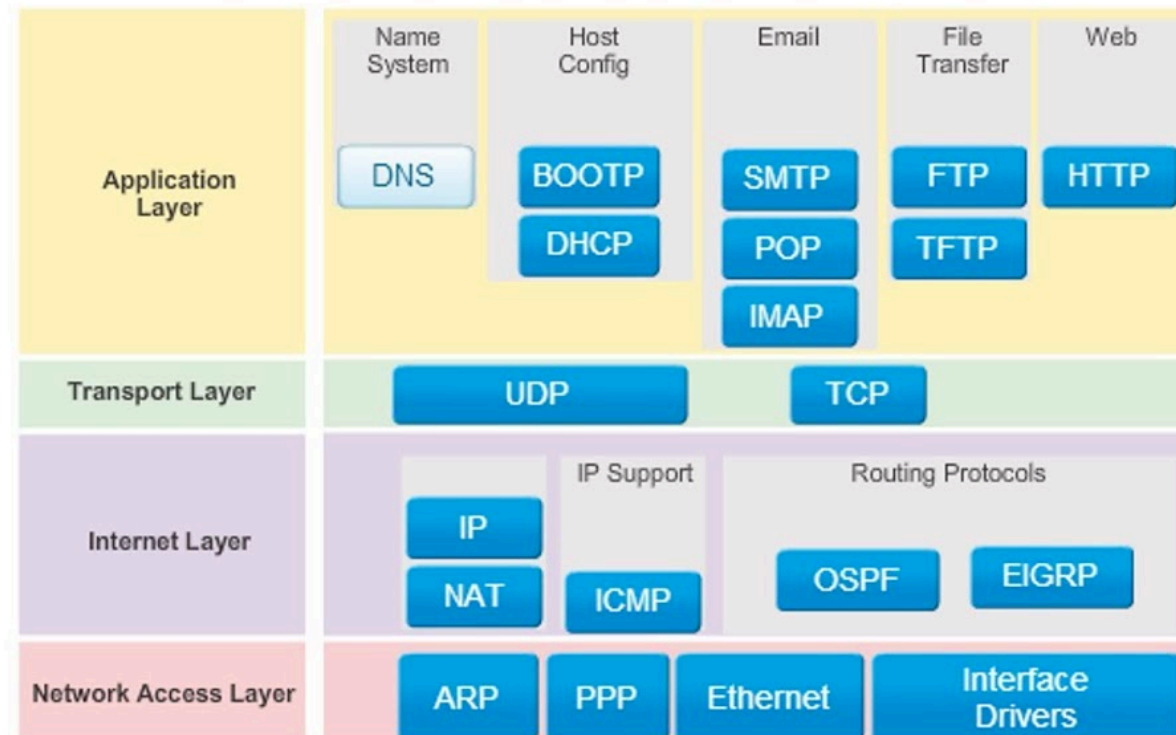 Name
System
Host
Config
Email
File
Transfer
Web
Application
Layer
DNS
BOOTP
SMTP
FTP
HTTP
DHCP
POP
TFTP
IMAP
Transport Layer
UDP
TCP
IP Support
Routing Protocols
Internet Layer
IP
NAT
ICMP
OSPF
EIGRP
Network Access Layer
ARP
PPP
Ethernet
Interface
Drivers